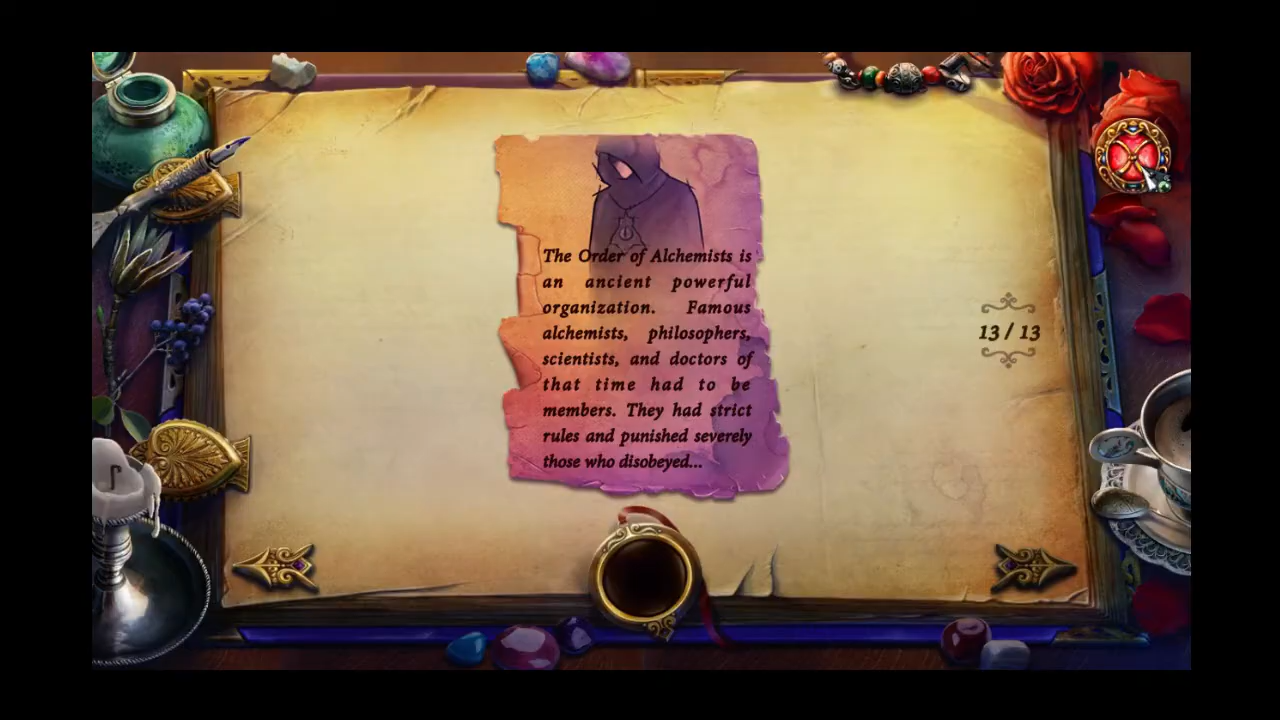 The Order of Alchemists is
an ancient powerful
organization. Famous
alchemists, philosophers,
scientists, and doctors of
that time had to be
members. They had strict
rules and punished severely
those who disobeyed...
13 / 13